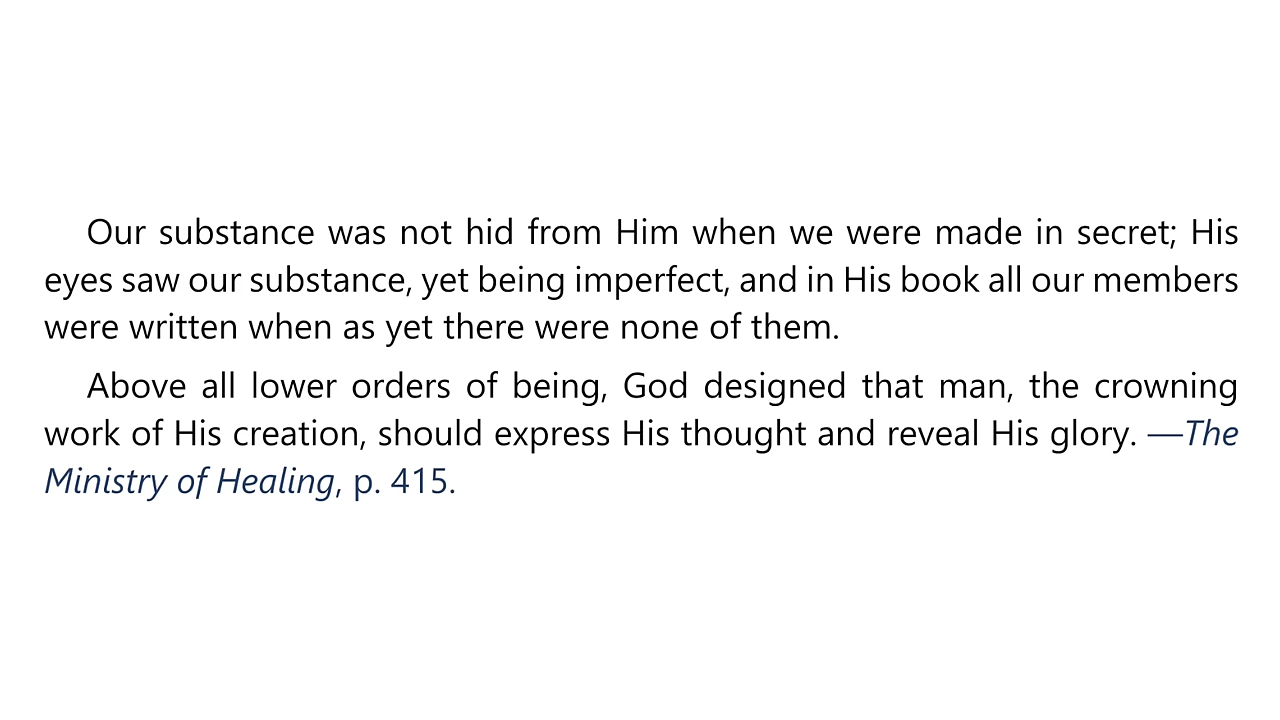 Our substance was not hid from Him when we were made in secret; His
eyes saw our substance, yet being imperfect, and in His book all our members
were written when as yet there were none of them.
Above all lower orders of being, God designed that man, the crowning
work of His creation, should express His thought and reveal His glory. —The
Ministry of Healing, p. 415.